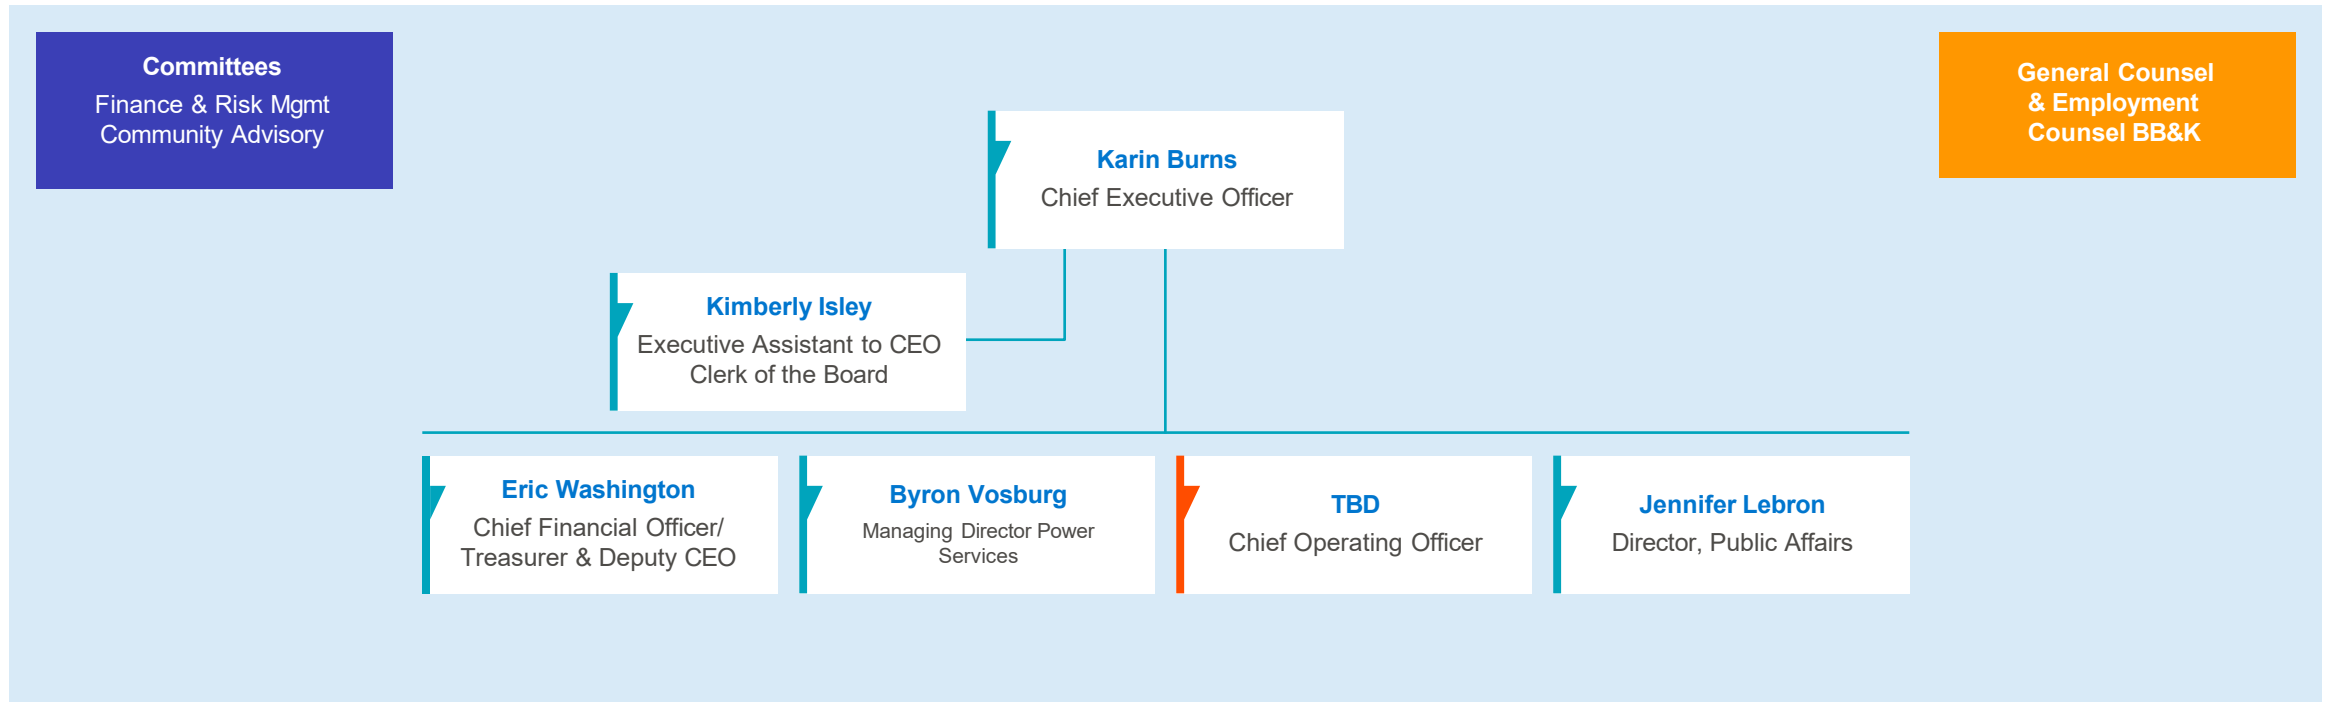 Committees
Finance & Risk Mgmt
Community Advisory
General Counsel
& Employment
Counsel BB&K
Karin Burns
Chief Executive Officer
Kimberly Isley
Executive Assistant to CEO
Clerk of the Board
Eric Washington
Chief Financial Officer/
Treasurer & Deputy CEO
Byron Vosburg
Managing Director Power
Services
TBD
Chief Operating Officer
Jennifer Lebron
Director, Public Affairs